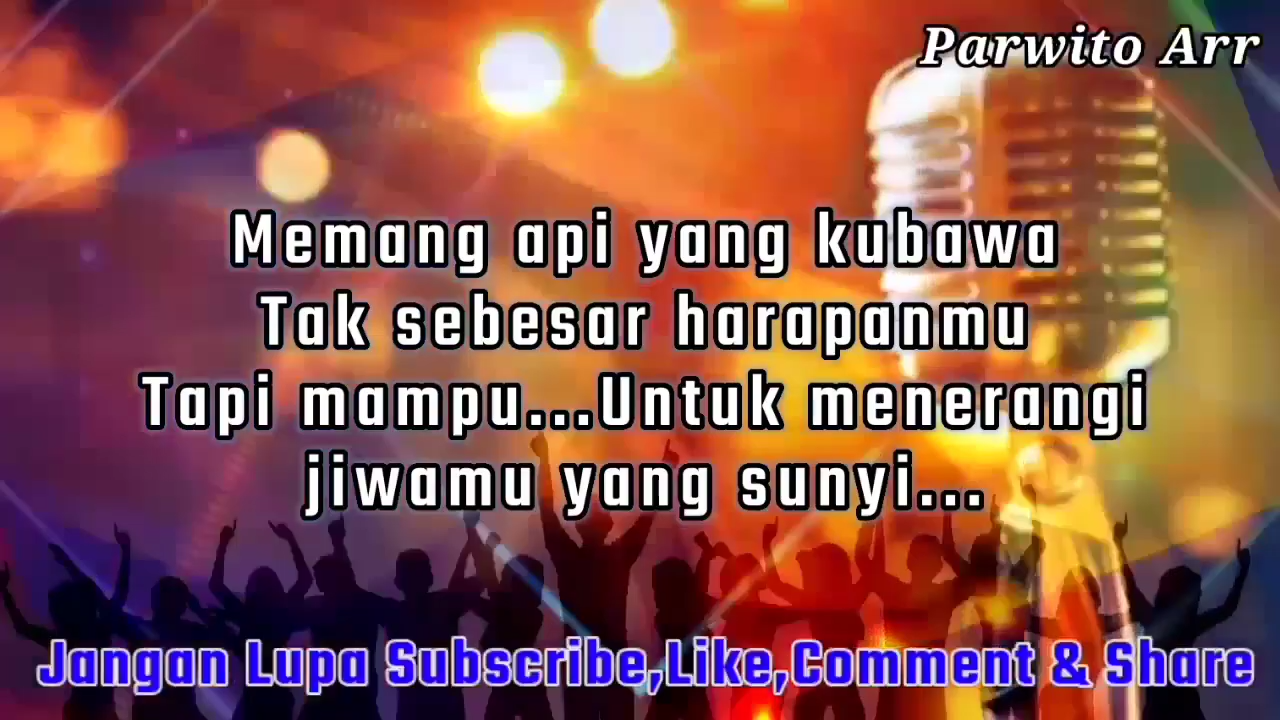 Parwito Arr
Memang api yang kubawa
Tak sebesar harapanmu
Tapi mampu...Untuk menerangi
jiwamu yang sunyi...
Jangan Lupa Subscribe,Like,Comment & Share